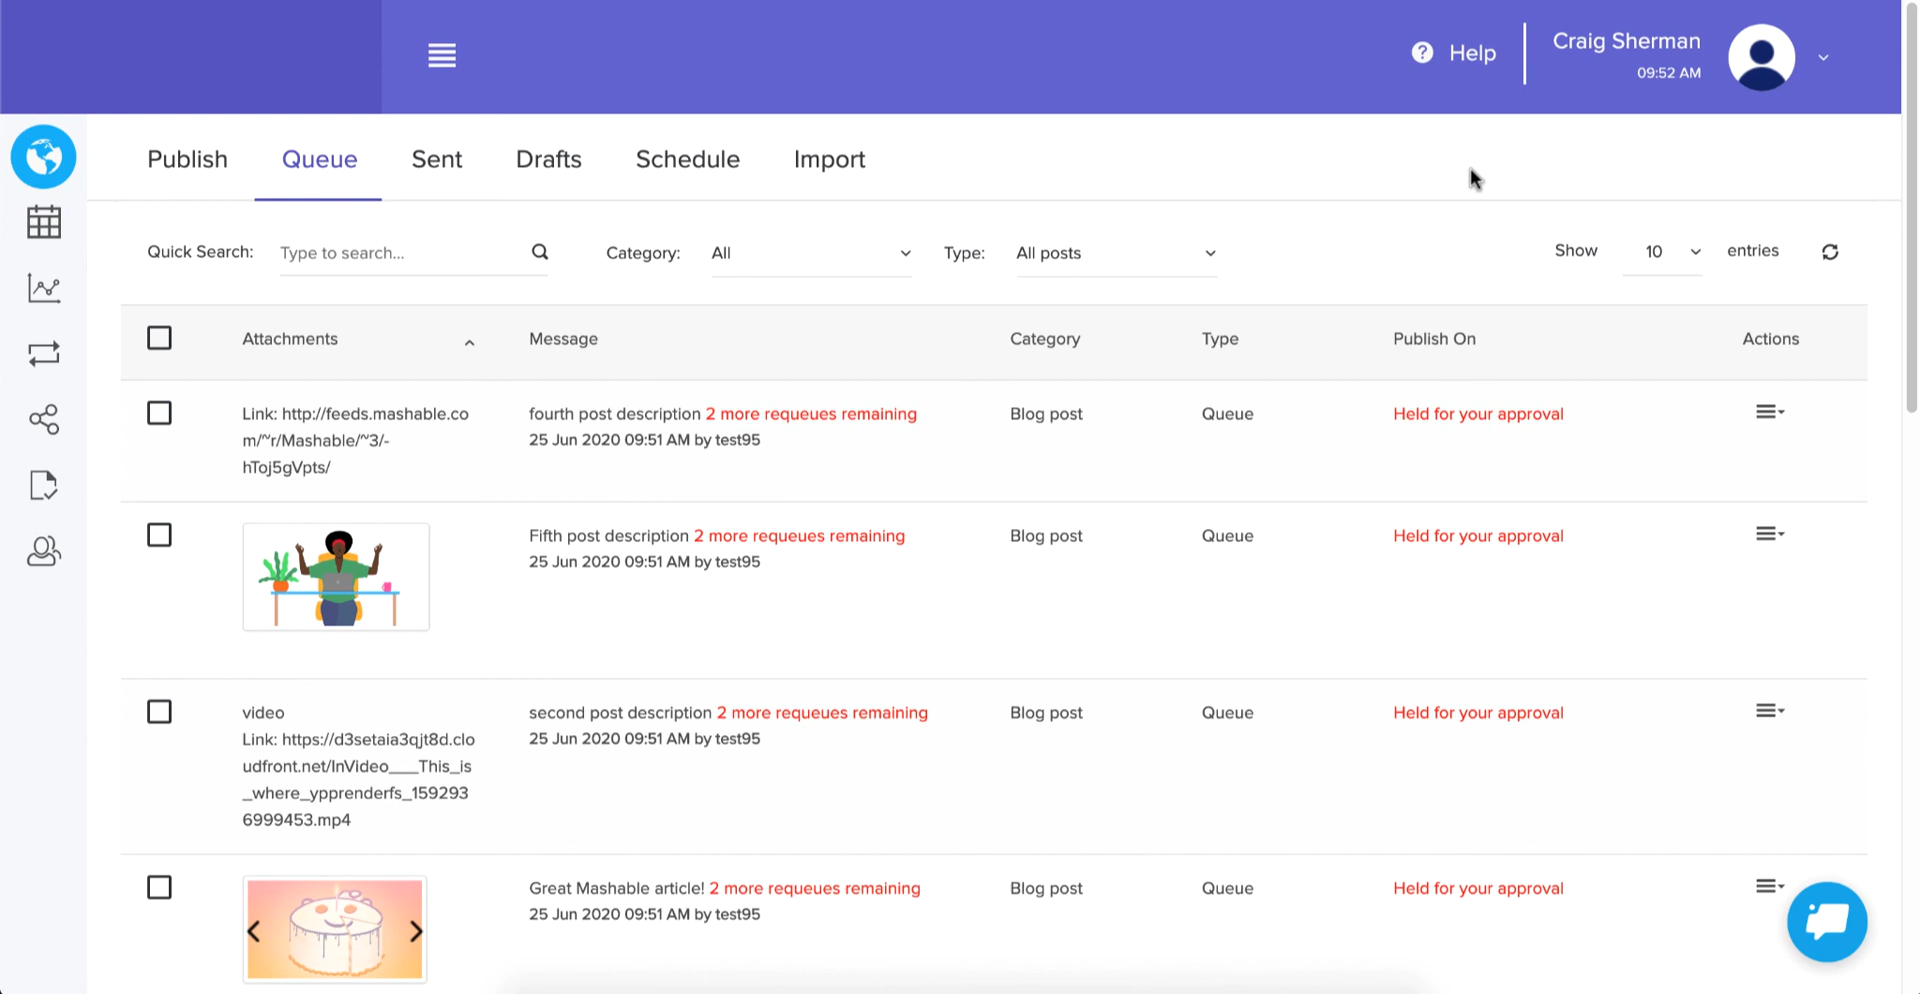 Help
Craig Sherman
09:52 AM
Publish Queue Sent Drafts Schedule Import
Quick Search: Type to search... Category: All Type: All posts Show 10 entries
Attachments Message Category Type Publish On Actions
Link: http://feeds.mashable.co
m/~r/Mashable/~3/-
hToj5gVpts/
fourth post description 2 more requeues remaining
25 Jun 2020 09:51 AM by test95
Blog post
Queue
Held for your approval
Fifth post description 2 more requeues remaining
25 Jun 2020 09:51 AM by test95
Blog post
Queue
Held for your approval
video
Link: https://d3setaia3qjt8d.clo
udfront.net/InVideo___This_is
_where_ypprenderfs_159293
6999453.mp4
second post description 2 more requeues remaining
25 Jun 2020 09:51 AM by test95
Blog post
Queue
Held for your approval
Great Mashable article! 2 more requeues remaining
25 Jun 2020 09:51 AM by test95
Blog post
Queue
Held for your approval